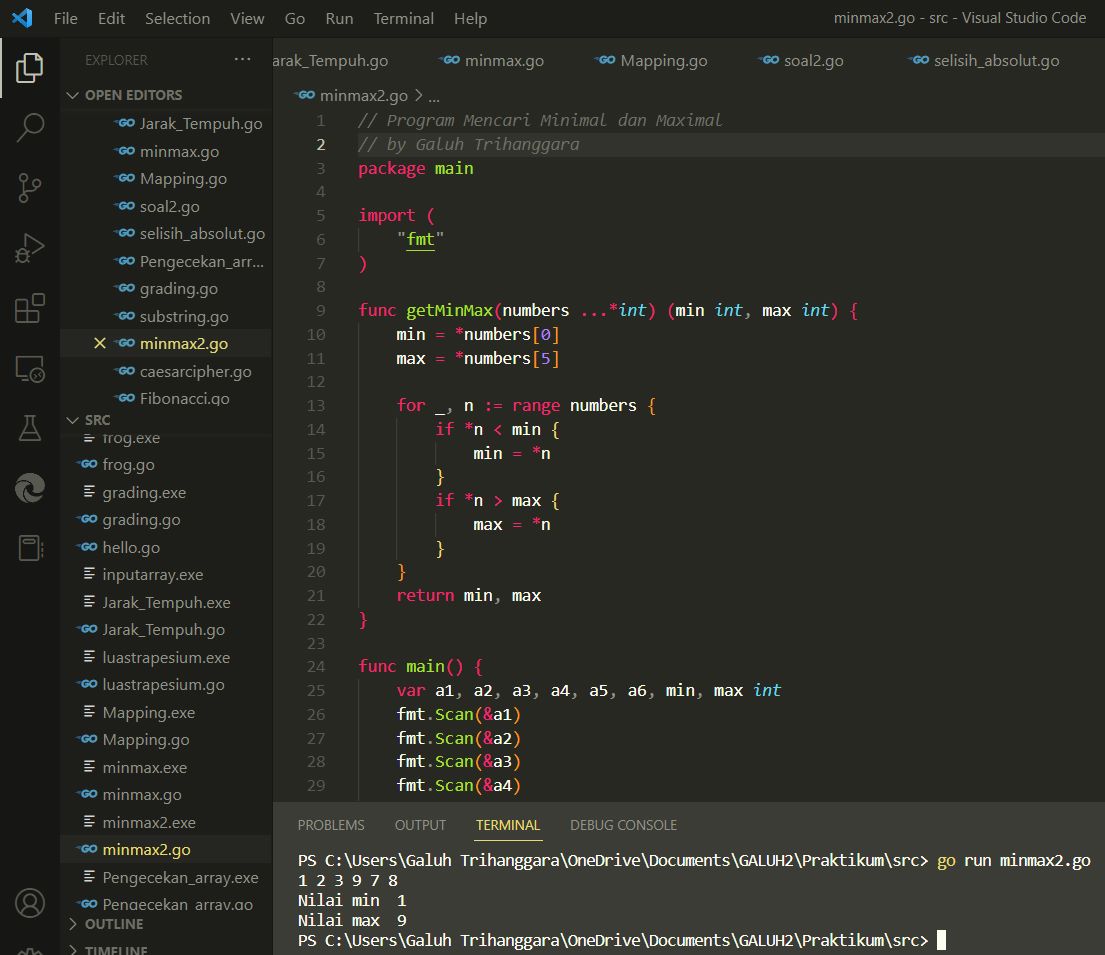 File Edit Selection View Go Run Terminal Help minmax2.go - src - Visual Studio Code
EXPLORER ...
OPEN EDITORS
GO Jarak_Tempuh.go
GO minmax.go
GO Mapping.go
GO soal2.go
GO selisih_absolut.go
GO Pengecekan_arr...
GO grading.go
GO substring.go
GO minmax2.go
GO caesarcipher.go
GO Fibonacci.go
SRC
frog.exe
GO frog.go
grading.exe
GO grading.go
GO hello.go
inputarray.exe
Jarak_Tempuh.exe
GO Jarak_Tempuh.go
luastrapesium.exe
GO luastrapesium.go
Mapping.exe
GO Mapping.go
minmax.exe
GO minmax.go
minmax2.exe
GO minmax2.go
Pengecekan_array.exe
GO Pengecekan_array.go
OUTLINE
TIMELINE
arak_Tempuh.go GO minmax.go GO Mapping.go GO soal2.go GO selisih_absolut.go
GO minmax2.go > ...
1 // Program Mencari Minimal dan Maximal
2 // by Galuh Trihanggara
3 package main
4
5 import (
6     "fmt"
7 )
8
9 func getMinMax(numbers ...*int) (min int, max int) {
10     min = *numbers[0]
11     max = *numbers[5]
12
13     for _, n := range numbers {
14         if *n < min {
15             min = *n
16         }
17         if *n > max {
18             max = *n
19         }
20     }
21     return min, max
22 }
23
24 func main() {
25     var a1, a2, a3, a4, a5, a6, min, max int
26     fmt.Scan(&a1)
27     fmt.Scan(&a2)
28     fmt.Scan(&a3)
29     fmt.Scan(&a4)
PROBLEMS OUTPUT TERMINAL DEBUG CONSOLE
PS C:\Users\Galuh Trihanggara\OneDrive\Documents\GALUH2\Praktikum\src> go run minmax2.go
1 2 3 9 7 8
Nilai min  1
Nilai max  9
PS C:\Users\Galuh Trihanggara\OneDrive\Documents\GALUH2\Praktikum\src>